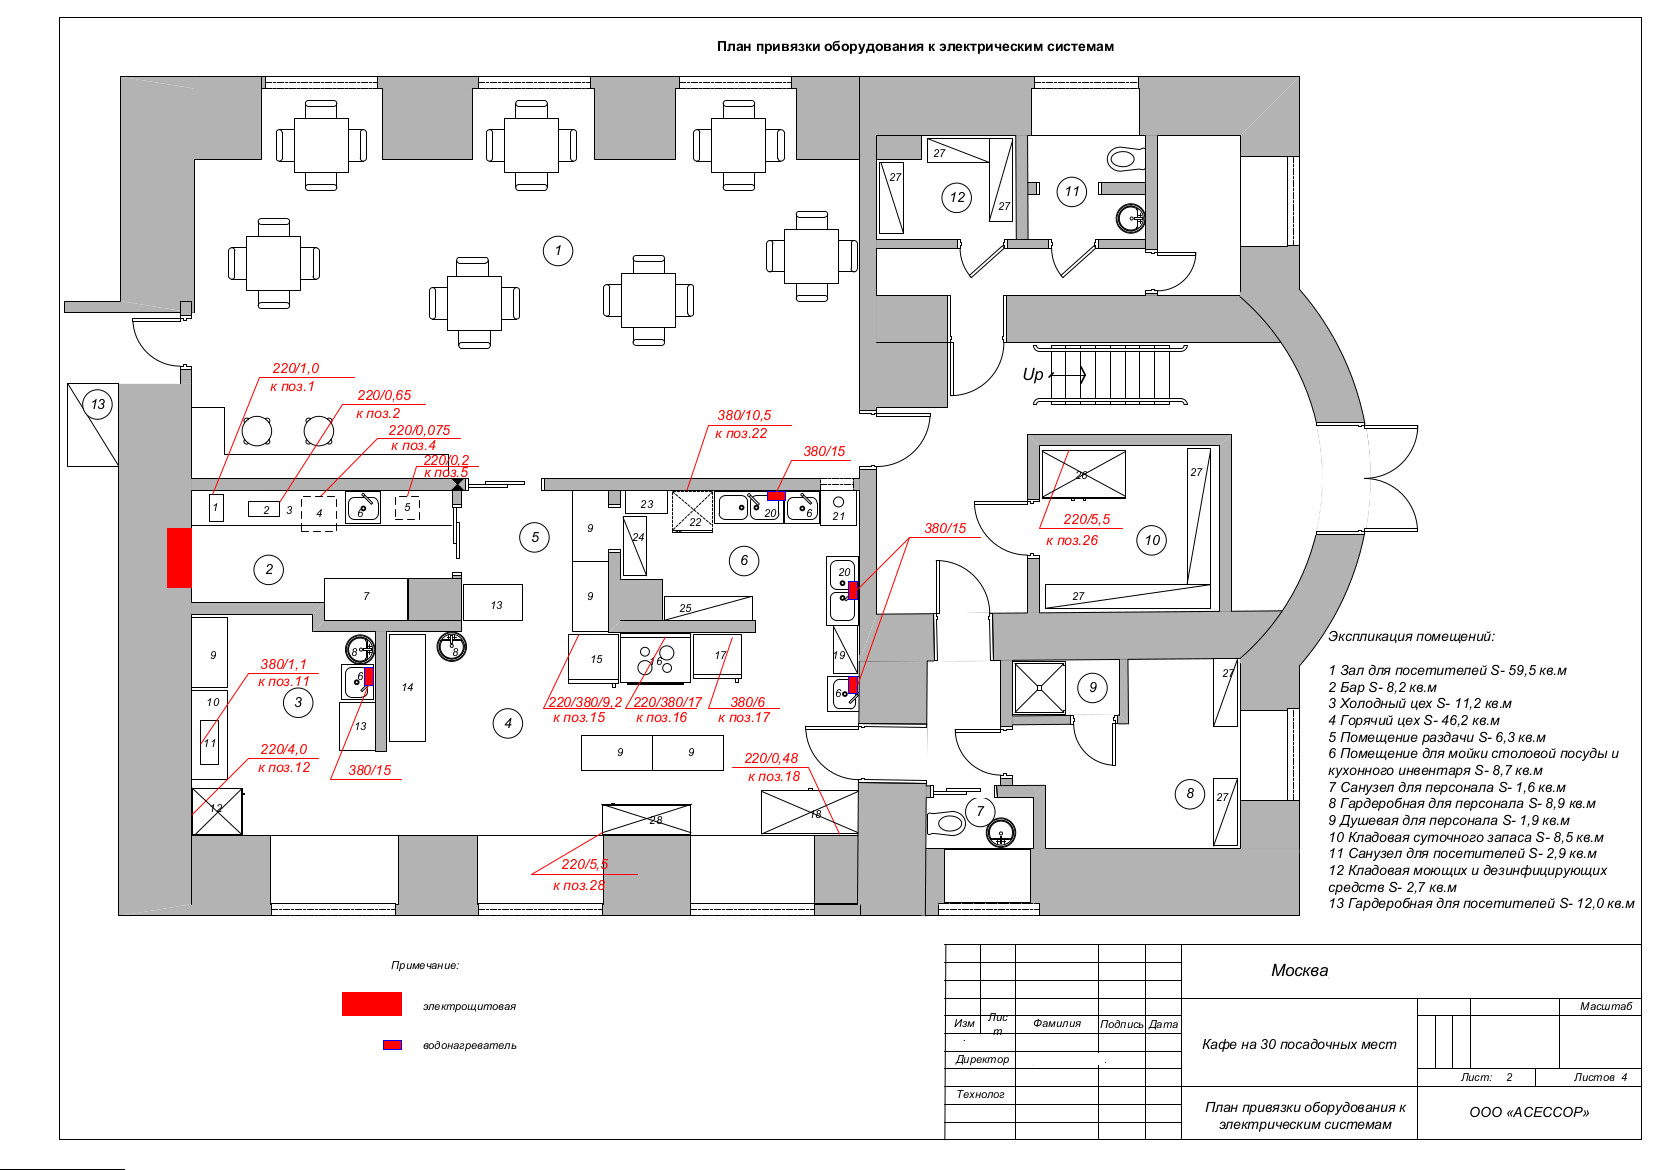 План привязки оборудования к электрическим системам
27
27
27
12
11
1
Up
220/1,0
к поз.1
220/0,65
к поз.2
220/0,075
к поз.4
220/0,2
к поз.5
380/10,5
к поз.22
380/15
13
1
2
3
4
6
5
9
23
24
22
20
6
21
5
6
2
7
13
9
25
20
380/15
26
27
220/5,5
к поз.26
10
27
9
8
6
8
14
15
16
17
19
6
380/1,1
к поз.11
10
3
13
11
220/4,0
к поз.12
380/15
12
4
220/380/9,2
к поз.15
220/380/17
к поз.16
380/6
к поз.17
9
9
220/0,48
к поз.18
28
18
220/5,5
к поз.28
9
27
7
8
27
Экспликация помещений:
1 Зал для посетителей S- 59,5 кв.м
2 Бар S- 8,2 кв.м
3 Холодный цех S- 11,2 кв.м
4 Горячий цех S- 46,2 кв.м
5 Помещение раздачи S- 6,3 кв.м
6 Помещение для мойки столовой посуды и
кухонного инвентаря S- 8,7 кв.м
7 Санузел для персонала S- 1,6 кв.м
8 Гардеробная для персонала S- 8,9 кв.м
9 Душевая для персонала S- 1,9 кв.м
10 Кладовая суточного запаса S- 8,5 кв.м
11 Санузел для посетителей S- 2,9 кв.м
12 Кладовая моющих и дезинфицирующих
средств S- 2,7 кв.м
13 Гардеробная для посетителей S- 12,0 кв.м
Примечание:
электрощитовая
водонагреватель
Москва
Масштаб
Изм
.
Лис
т
Фамилия
Подпись
Дата
Кафе на 30 посадочных мест
Директор
.
Лист: 2
Листов 4
Технолог
План привязки оборудования к
электрическим системам
ООО «АСЕССОР»